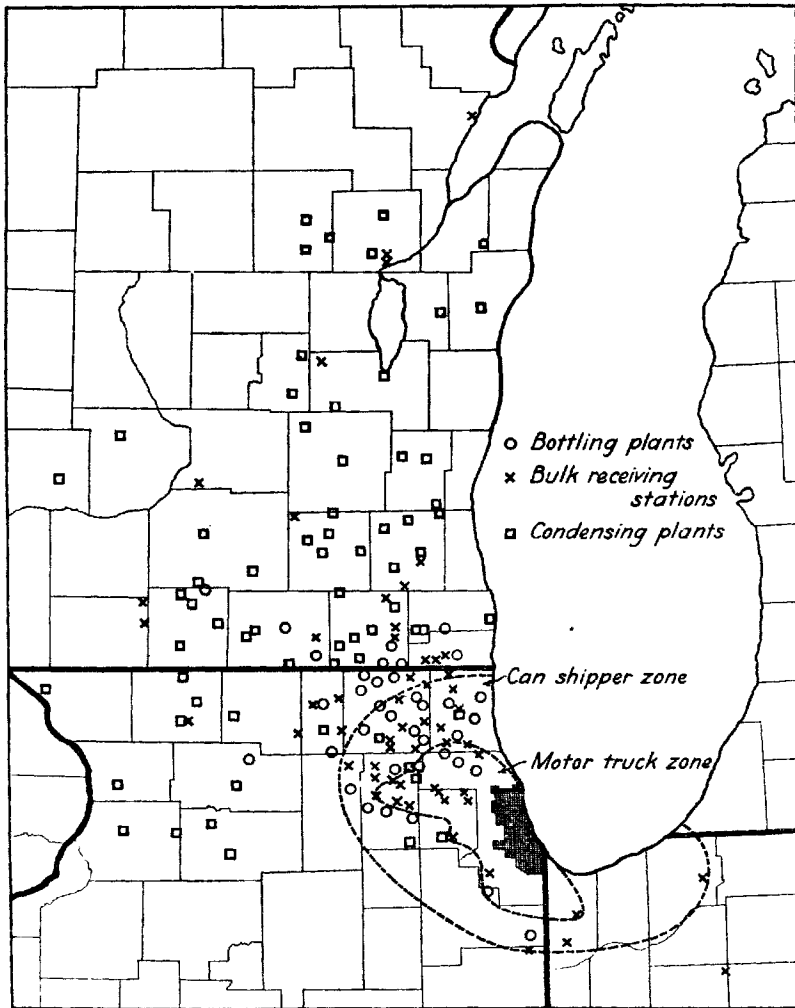 Bottling plants
Bulk receiving
stations
Condensing plants
Can shipper zone
Motor truck zone